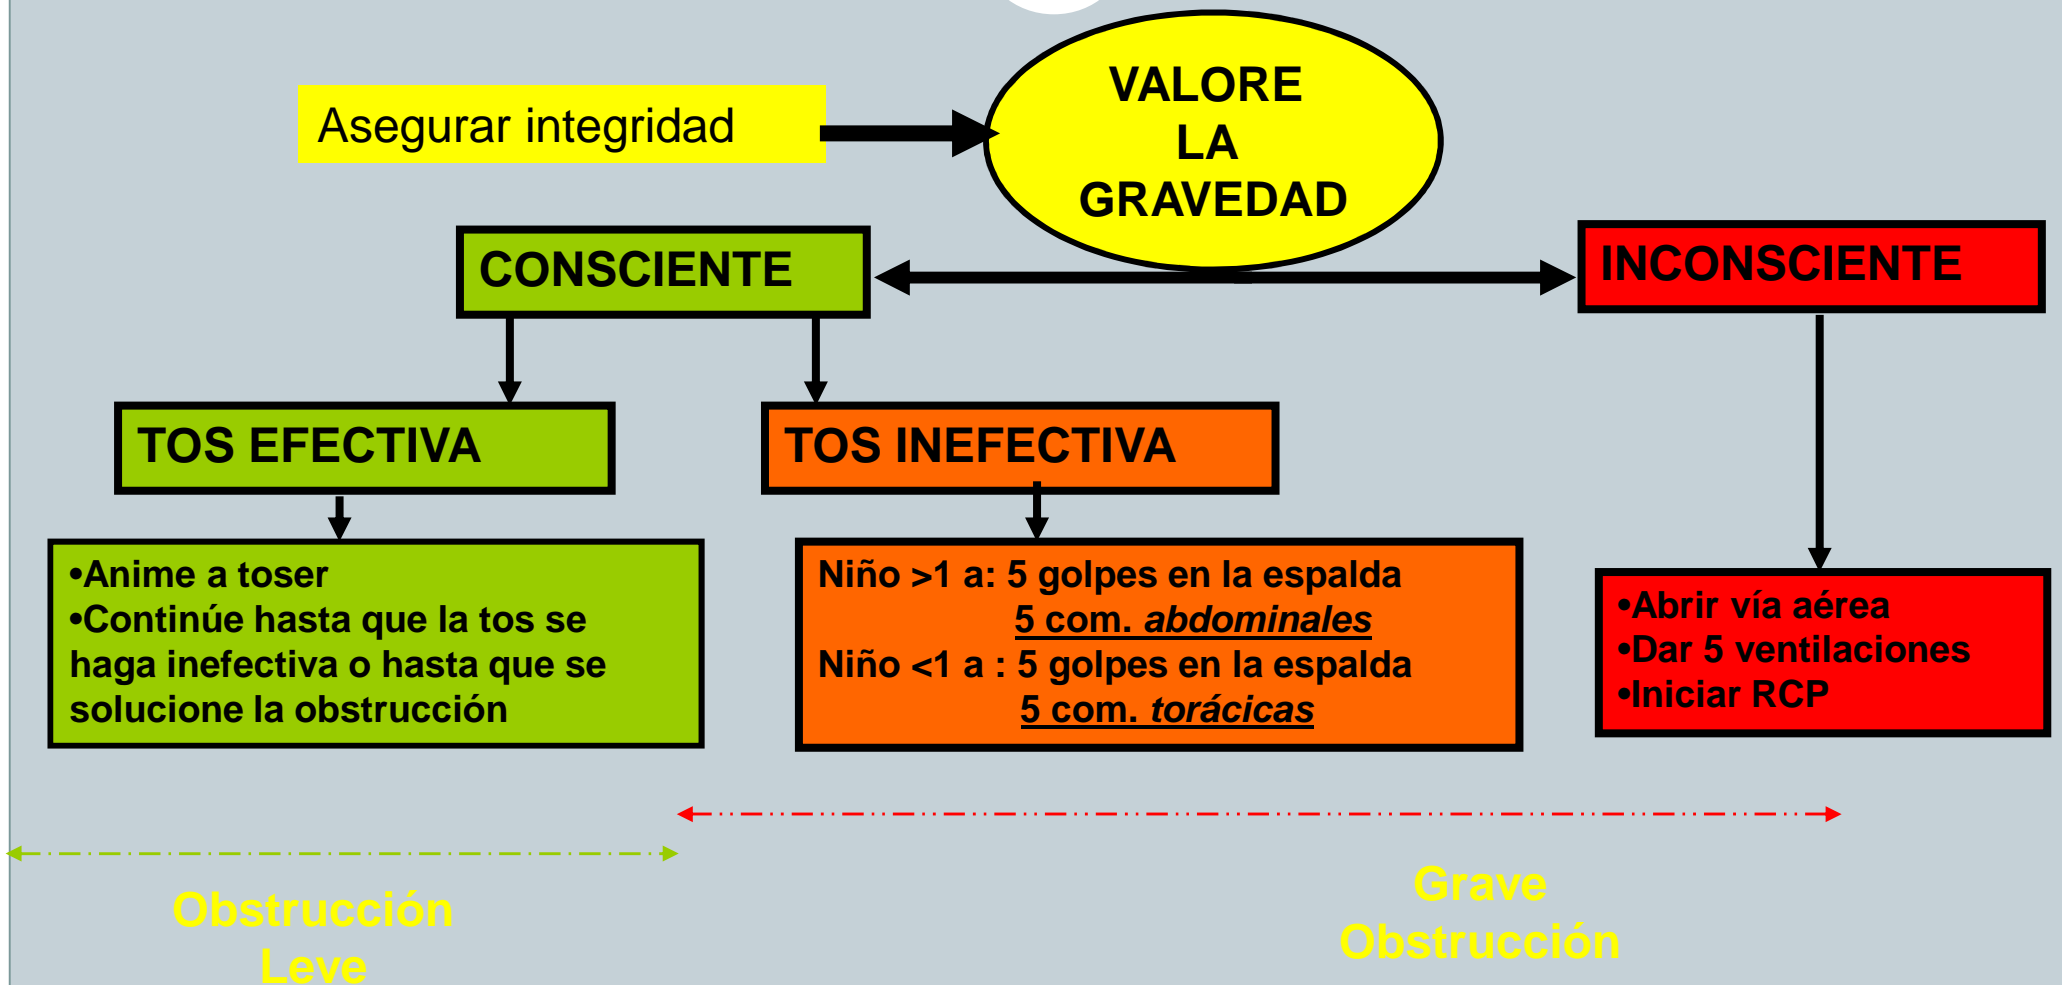 Asegurar integridad
VALORE
LA
GRAVEDAD
CONSCIENTE
INCONSCIENTE
TOS EFECTIVA
TOS INEFECTIVA
•Anime a toser
•Continúe hasta que la tos se
haga inefectiva o hasta que se
solucione la obstrucción
Niño >1 a: 5 golpes en la espalda
5 com. abdominales
Niño <1 a : 5 golpes en la espalda
5 com. torácicas
•Abrir vía aérea
•Dar 5 ventilaciones
•Iniciar RCP
Obstrucción
Leve
Grave
Obstrucción